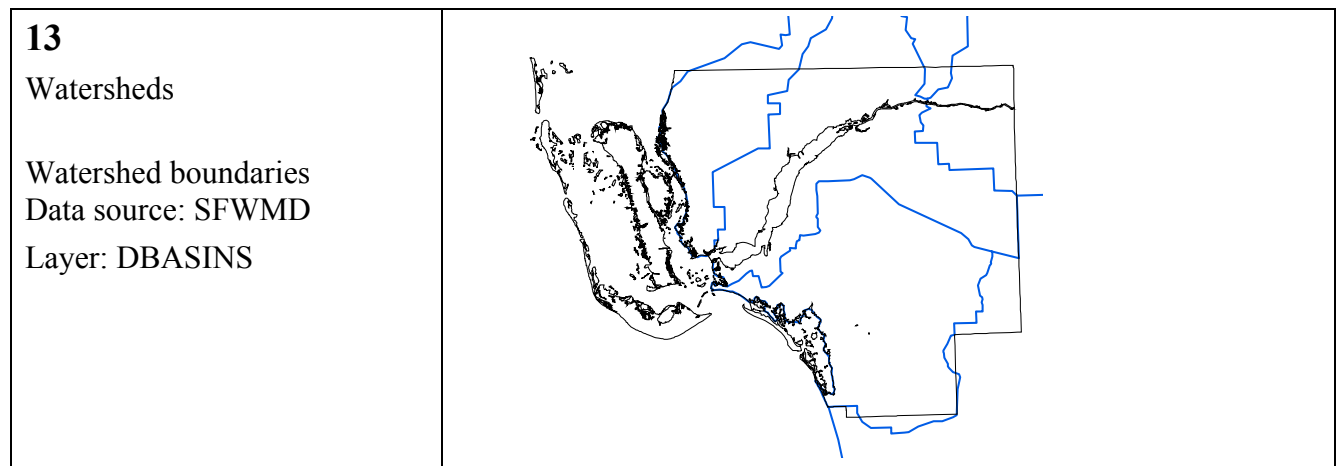 13
Watersheds
Watershed boundaries
Data source: SFWMD
Layer: DBASINS